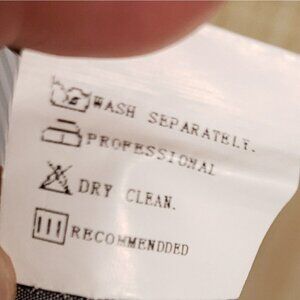 WASH SEPARATELY.
PROFESSIONAL
DRY CLEAN.
RECOMMENDDED